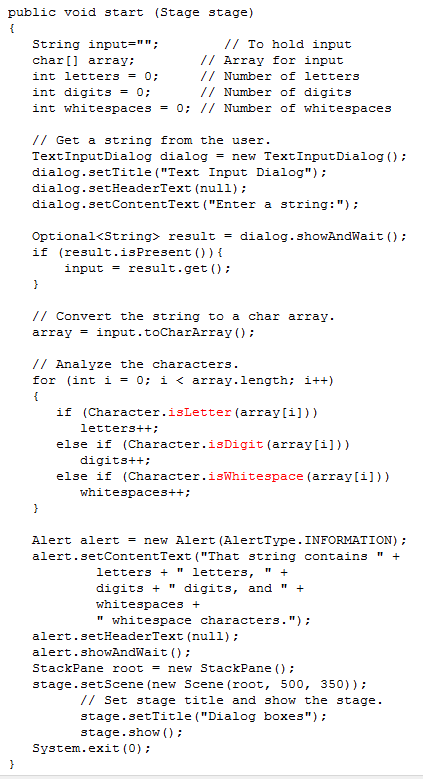 public void start (Stage stage)
{
String input=""; // To hold input
char[] array; // Array for input
int letters = 0; // Number of letters
int digits = 0; // Number of digits
int whitespaces = 0; // Number of whitespaces
// Get a string from the user.
TextInputDialog dialog = new TextInputDialog();
dialog.setTitle("Text Input Dialog");
dialog.setHeaderText(null);
dialog.setContentText("Enter a string:");
Optional<String> result = dialog.showAndWait();
if (result.isPresent()){
input = result.get();
}
// Convert the string to a char array.
array = input.toCharArray();
// Analyze the characters.
for (int i = 0; i < array.length; i++)
{
if (Character.isLetter(array[i]))
letters++;
else if (Character.isDigit(array[i]))
digits++;
else if (Character.isWhitespace(array[i]))
whitespaces++;
}
Alert alert = new Alert(AlertType.INFORMATION);
alert.setContentText("That string contains " +
letters + " letters, " +
digits + " digits, and " +
whitespaces +
" whitespace characters.");
alert.setHeaderText(null);
alert.showAndWait();
StackPane root = new StackPane();
stage.setScene(new Scene(root, 500, 350));
// Set stage title and show the stage.
stage.setTitle("Dialog boxes");
stage.show();
System.exit(0);
}